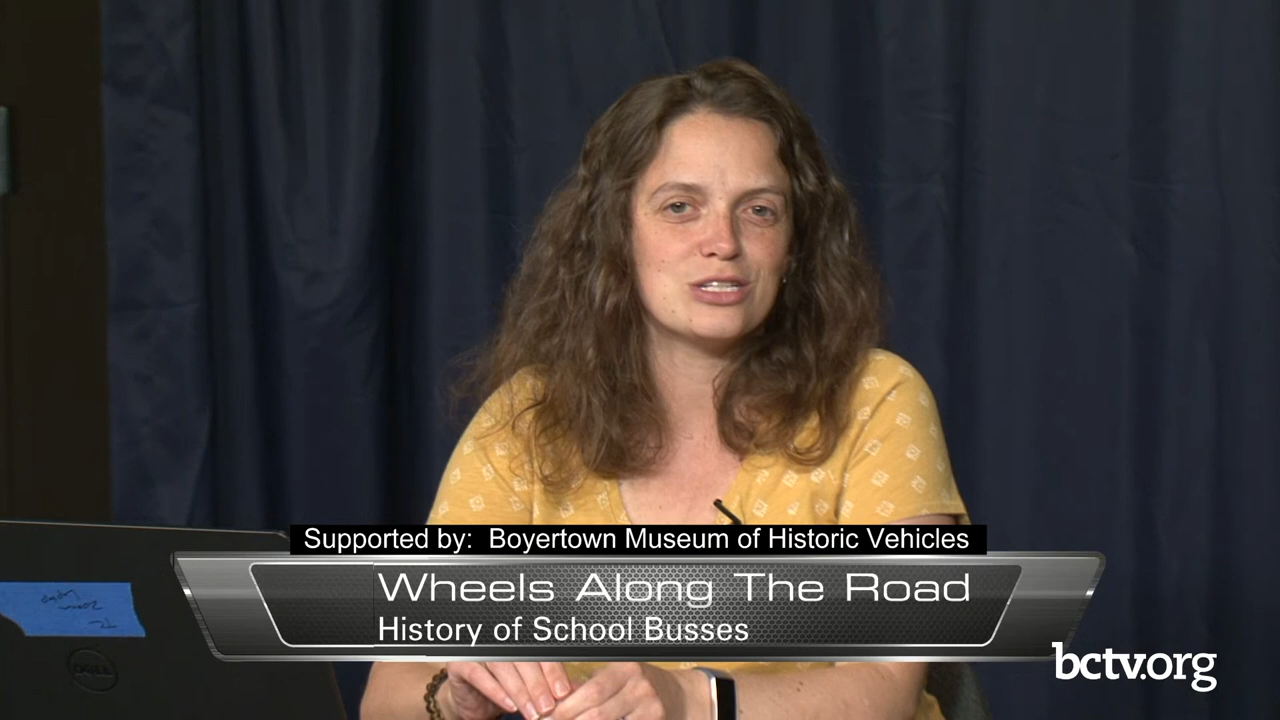 Supported by:  Boyertown Museum of Historic Vehicles
Wheels Along The Road
History of School Busses
bctv.org
DELL